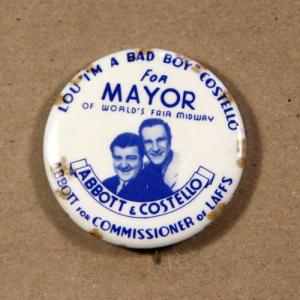 LOU "I'M A BAD BOY" COSTELLO
FOR
MAYOR
OF WORLD'S FAIR MIDWAY
ABBOTT & COSTELLO
ABBOTT FOR COMMISSIONER OF LAFFS